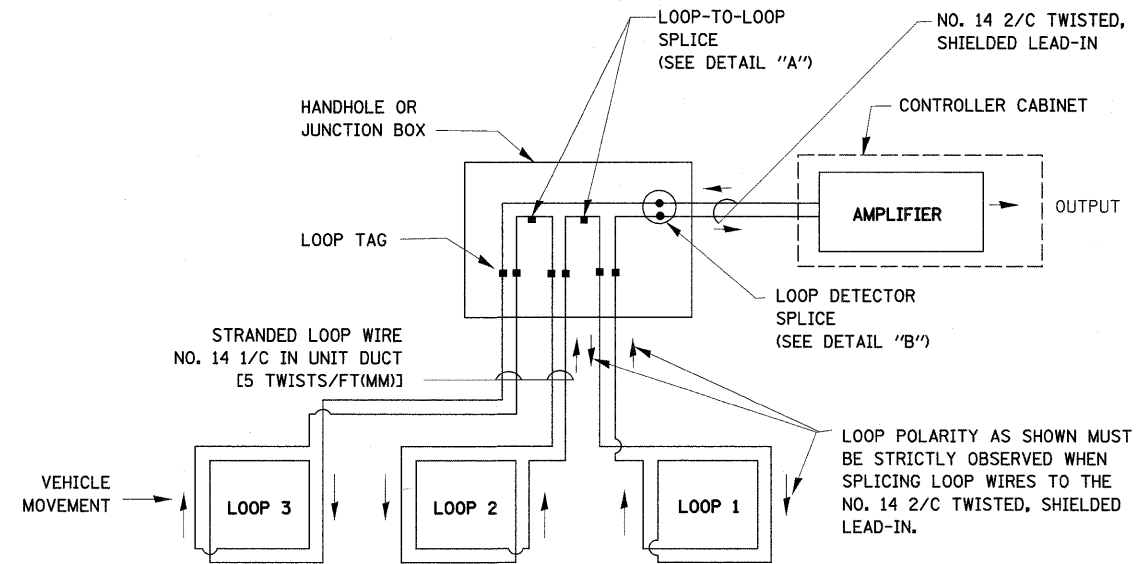 LOOP-TO-LOOP
SPLICE
(SEE DETAIL "A")
NO. 14 2/C TWISTED,
SHIELDED LEAD-IN
HANDHOLE OR
JUNCTION BOX
CONTROLLER CABINET
AMPLIFIER
OUTPUT
LOOP TAG
LOOP DETECTOR
SPLICE
(SEE DETAIL "B")
STRANDED LOOP WIRE
NO. 14 1/C IN UNIT DUCT
[5 TWISTS/FT(MM)]
LOOP POLARITY AS SHOWN MUST
BE STRICTLY OBSERVED WHEN
SPLICING LOOP WIRES TO THE
NO. 14 2/C TWISTED, SHIELDED
LEAD-IN.
VEHICLE
MOVEMENT
LOOP 3
LOOP 2
LOOP 1